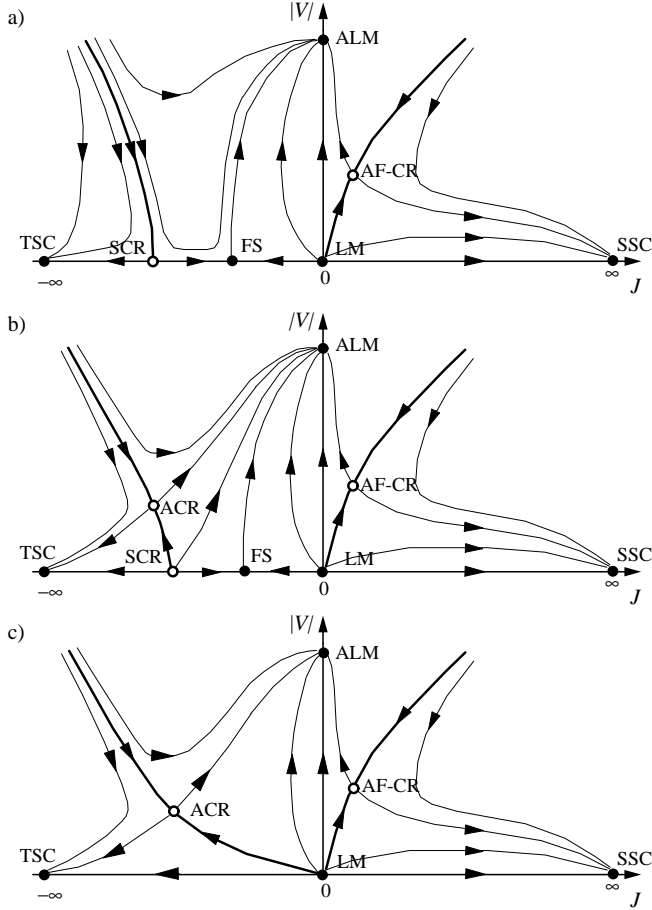 a)
|V|
ALM
AF-CR
TSC
SCR
FS
LM
SSC
−∞
0
∞
J
b)
|V|
ALM
AF-CR
ACR
TSC
SCR
FS
LM
SSC
−∞
0
∞
J
c)
|V|
ALM
AF-CR
ACR
TSC
LM
SSC
−∞
0
∞
J